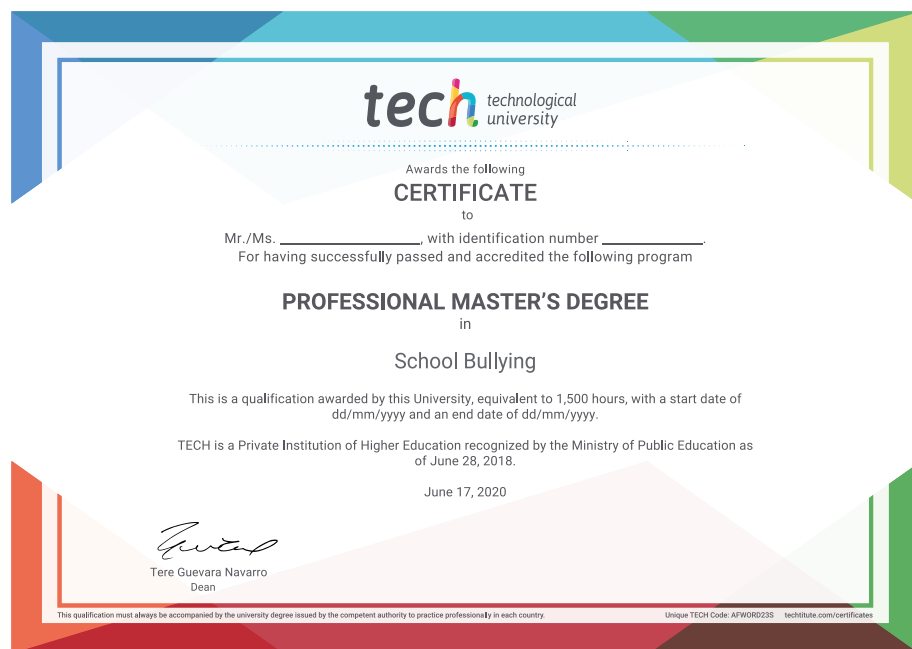 tech technological
university
Awards the following
CERTIFICATE
to
Mr./Ms. ____________________, with identification number ______________.
For having successfully passed and accredited the following program
PROFESSIONAL MASTER'S DEGREE
in
School Bullying
This is a qualification awarded by this University, equivalent to 1,500 hours, with a start date of
dd/mm/yyyy and an end date of dd/mm/yyyy.
TECH is a Private Institution of Higher Education recognized by the Ministry of Public Education as
of June 28, 2018.
June 17, 2020
Tere Guevara Navarro
Dean
This qualification must always be accompanied by the university degree issued by the competent authority to practice professionally in each country. Unique TECH Code: AFWORD23S techtitute.com/certificates